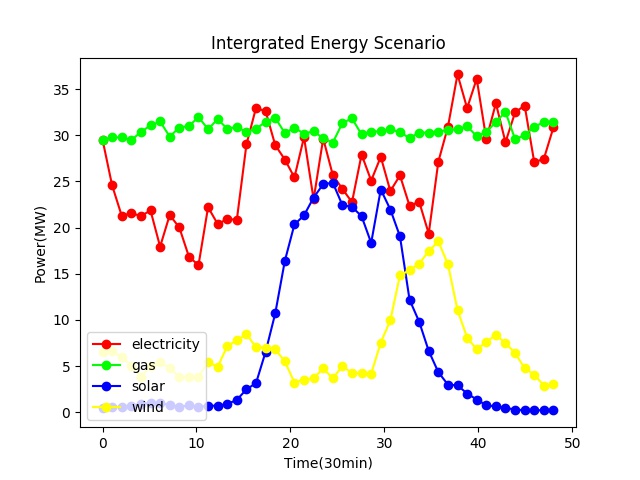 Intergrated Energy Scenario
Power(MW)
35
30
25
20
15
10
5
0
electricity
gas
solar
wind
0 10 20 30 40 50
Time(30min)